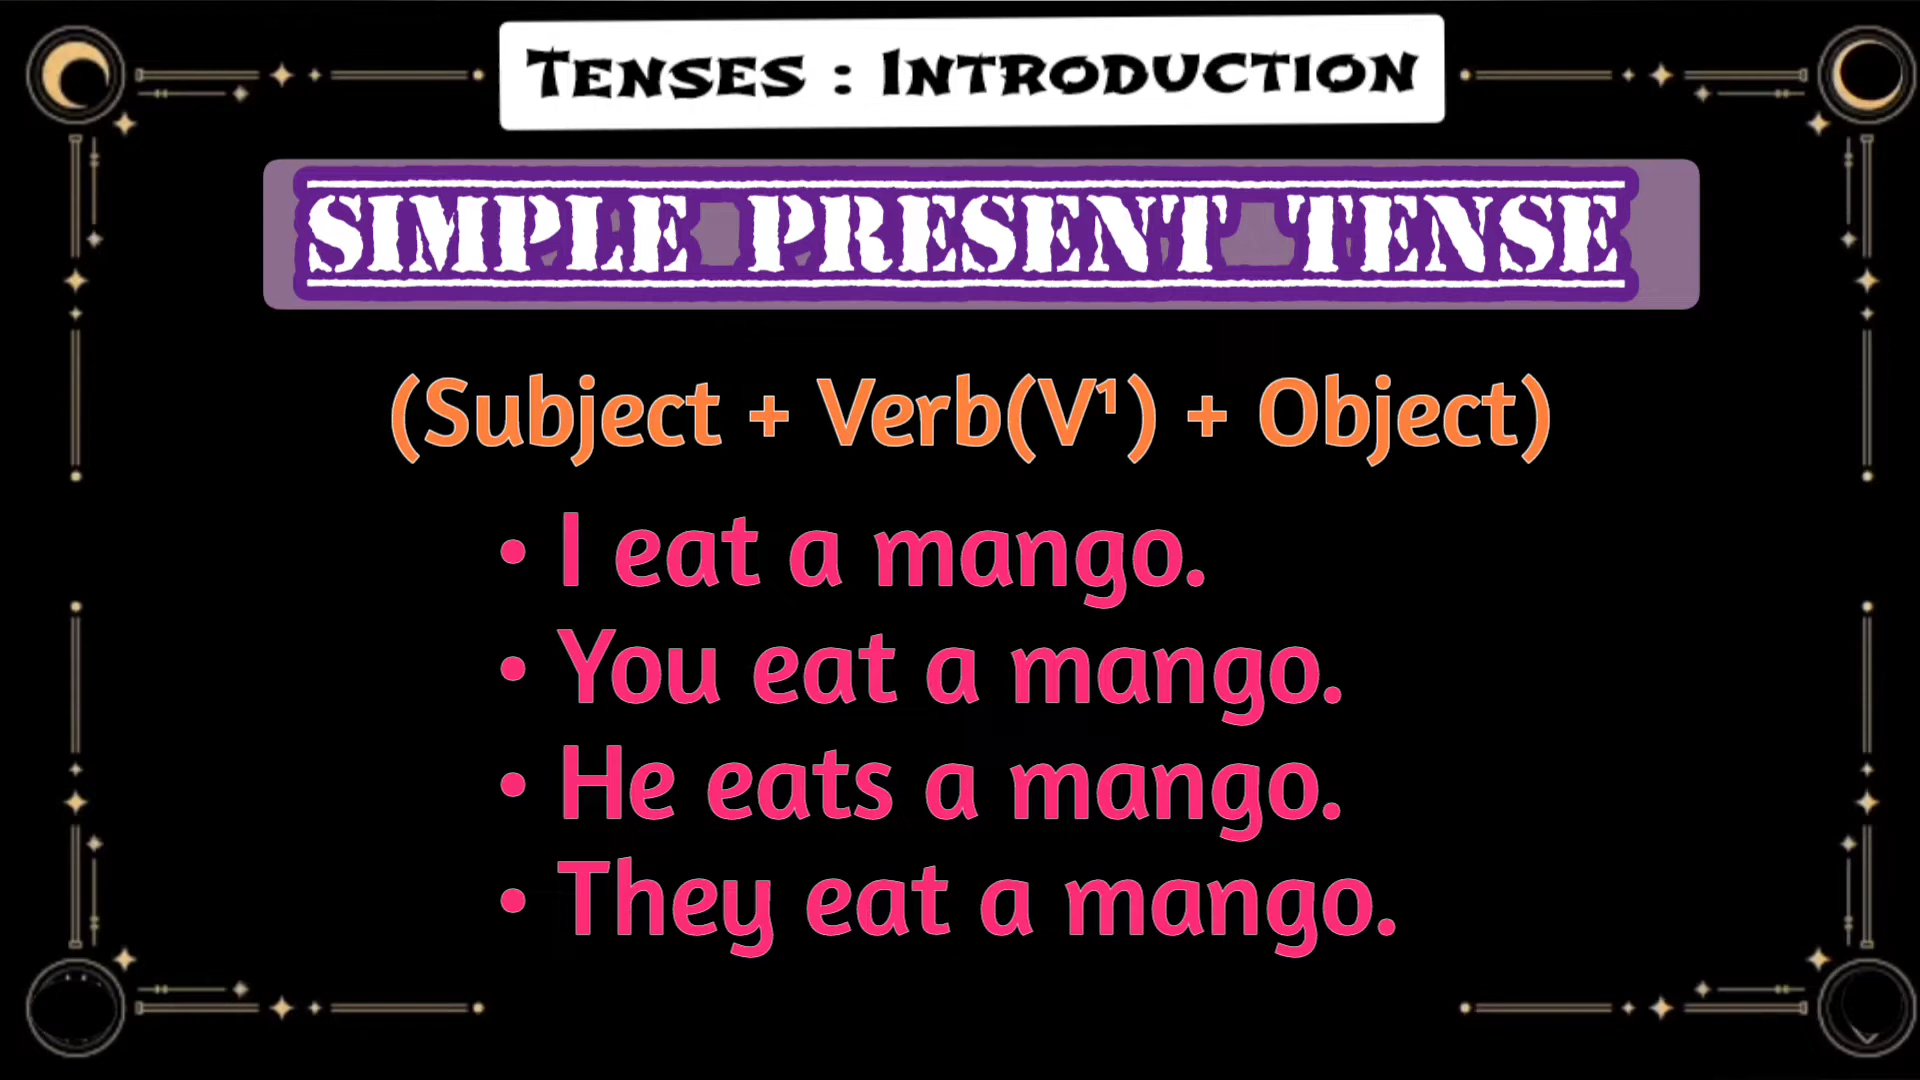 TENSES : INTRODUCTION
SIMPLE PRESENT TENSE
(Subject + Verb(V¹) + Object)
• I eat a mango.
• You eat a mango.
• He eats a mango.
• They eat a mango.